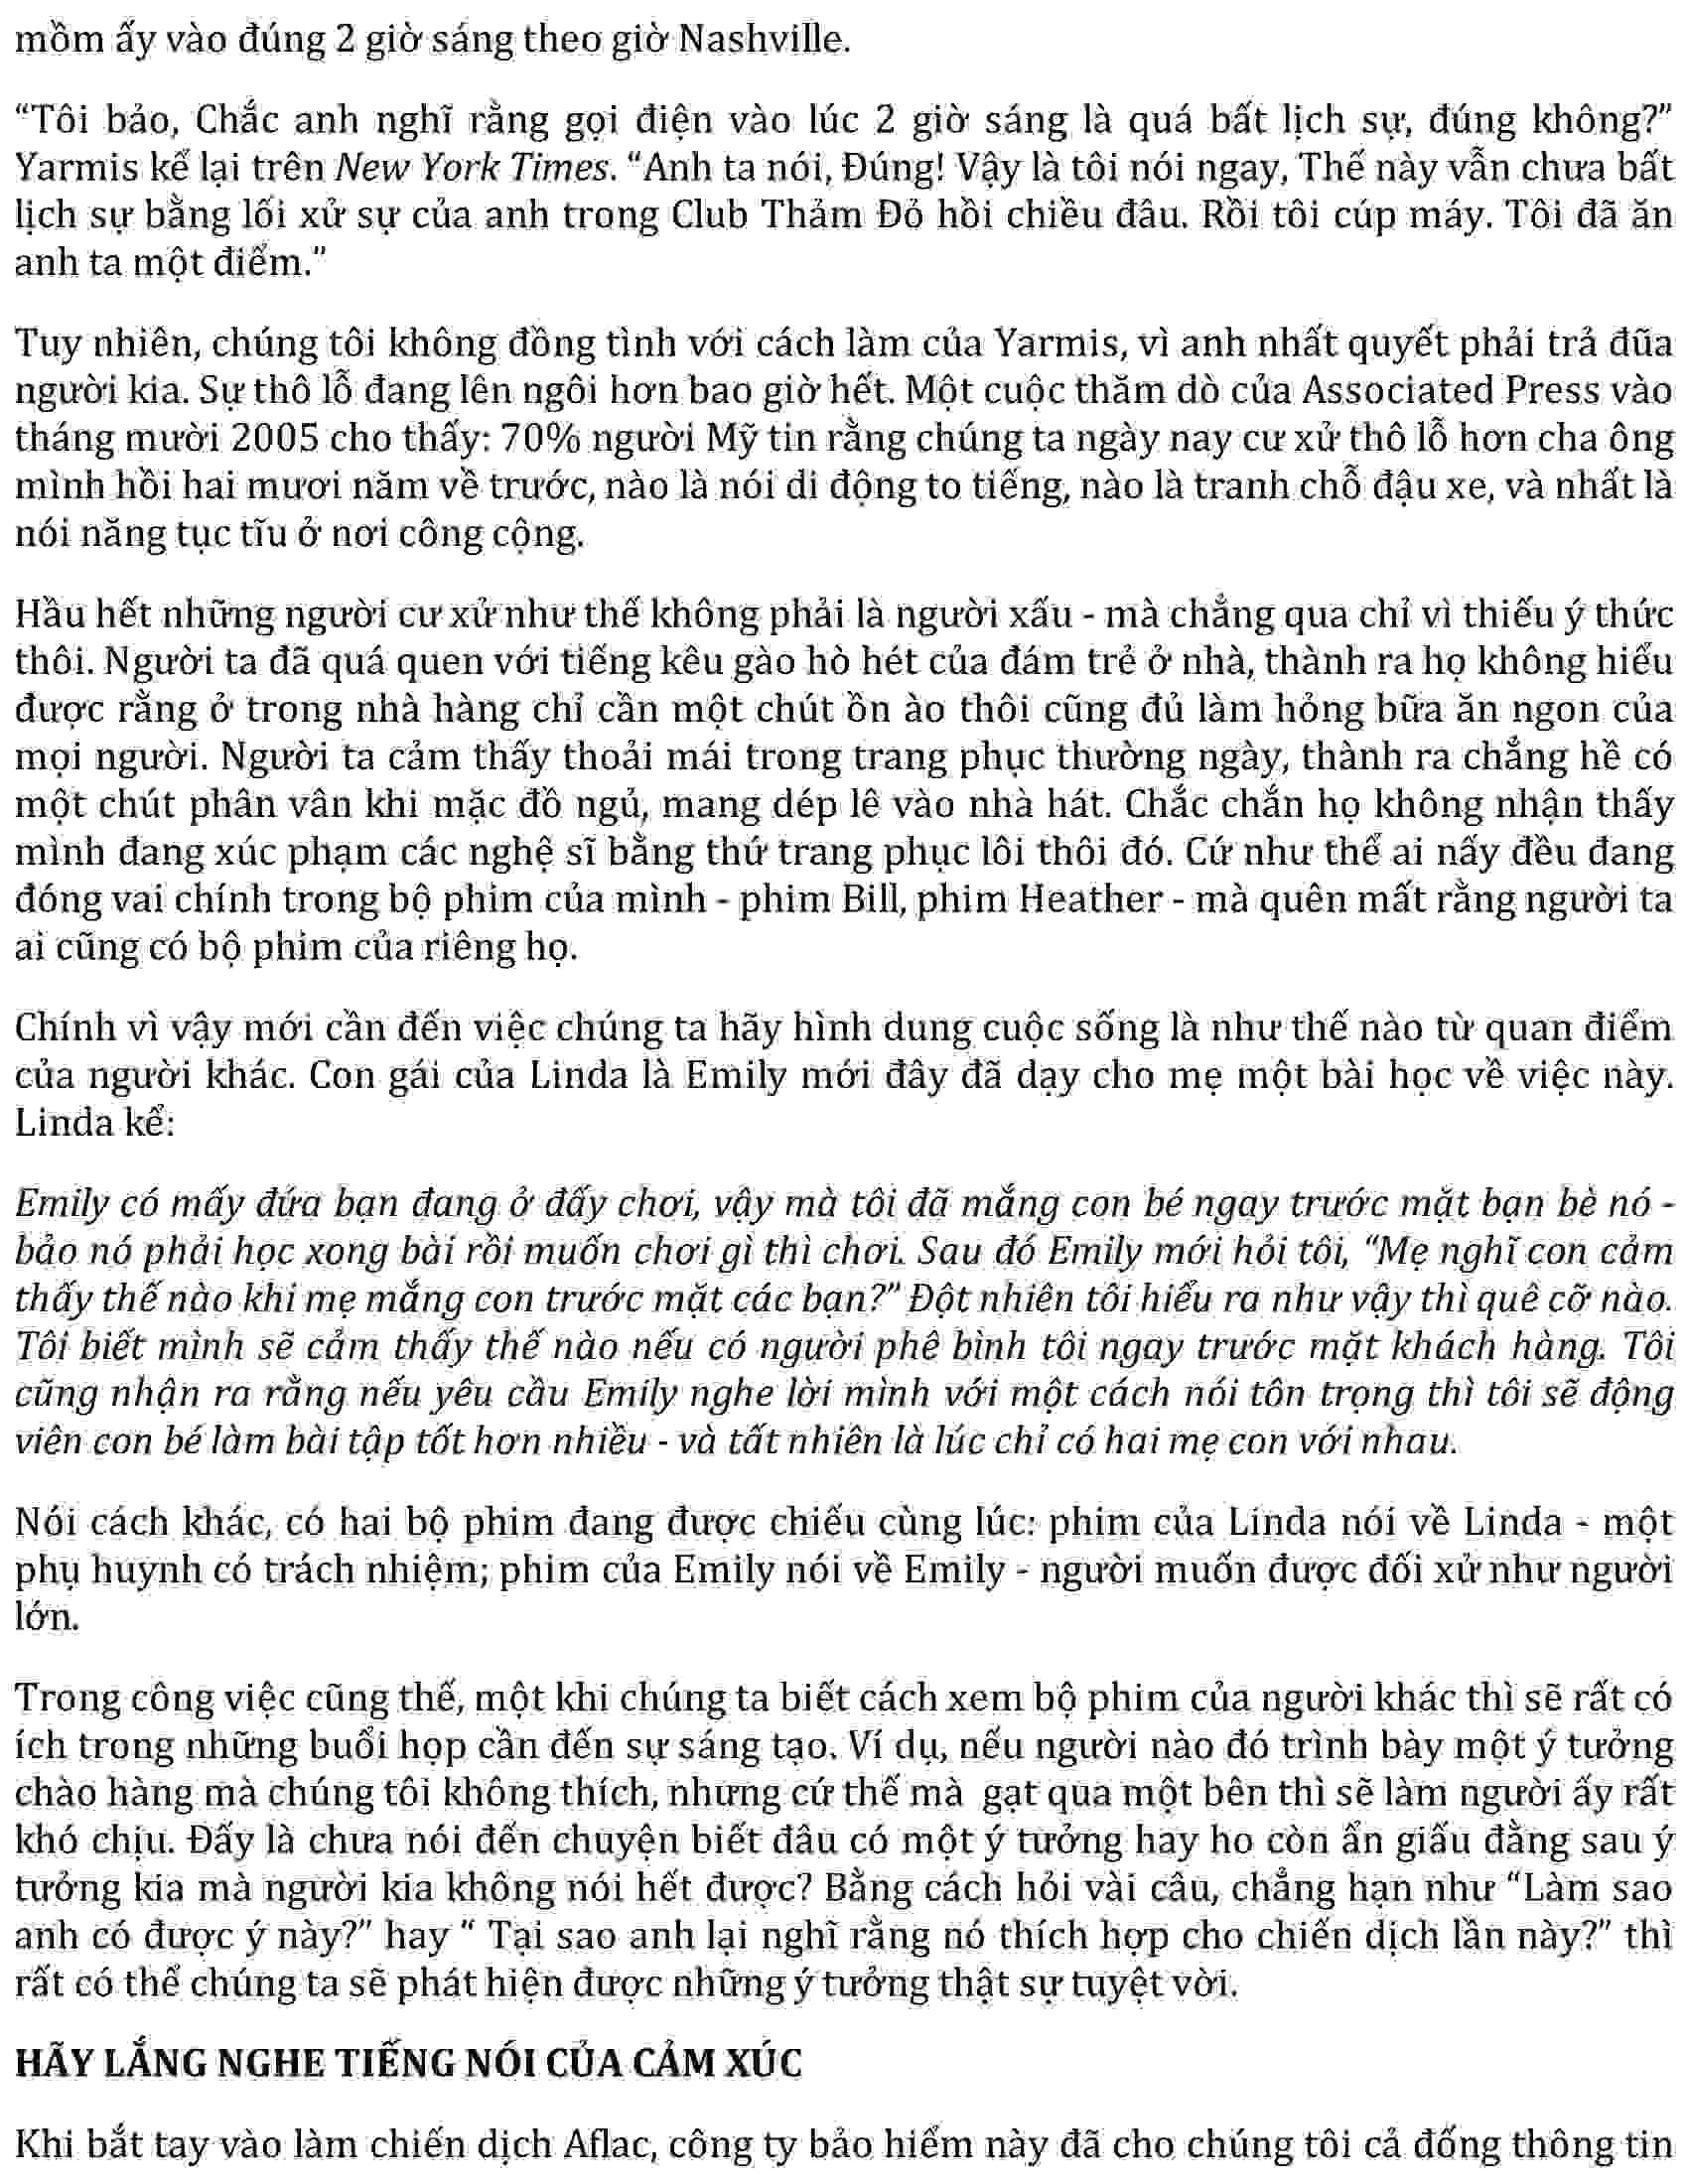 mồm ấy vào đúng 2 giờ sáng theo giờ Nashville.
“Tôi bảo, Chắc anh nghĩ rằng gọi điện vào lúc 2 giờ sáng là quá bất lịch sự, đúng không?”
Yarmis kể lại trên New York Times. “Anh ta nói, Đúng! Vậy là tôi nói ngay, Thế này vẫn chưa bất
lịch sự bằng lối xử sự của anh trong Club Thảm Đỏ hồi chiều đâu. Rồi tôi cúp máy. Tôi đã ăn
anh ta một điểm.”
Tuy nhiên, chúng tôi không đồng tình với cách làm của Yarmis, vì anh nhất quyết phải trả đũa
người kia. Sự thô lỗ đang lên ngôi hơn bao giờ hết. Một cuộc thăm dò của Associated Press vào
tháng mười 2005 cho thấy: 70% người Mỹ tin rằng chúng ta ngày nay cư xử thô lỗ hơn cha ông
mình hồi hai mươi năm về trước, nào là nói di động to tiếng, nào là tranh chỗ đậu xe, và nhất là
nói năng tục tĩu ở nơi công cộng.
Hầu hết những người cư xử như thế không phải là người xấu - mà chẳng qua chỉ vì thiếu ý thức
thôi. Người ta đã quá quen với tiếng kêu gào hò hét của đám trẻ ở nhà, thành ra họ không hiểu
được rằng ở trong nhà hàng chỉ cần một chút ồn ào thôi cũng đủ làm hỏng bữa ăn ngon của
mọi người. Người ta cảm thấy thoải mái trong trang phục thường ngày, thành ra chẳng hề có
một chút phân vân khi mặc đồ ngủ, mang dép lê vào nhà hát. Chắc chắn họ không nhận thấy
mình đang xúc phạm các nghệ sĩ bằng thứ trang phục lôi thôi đó. Cứ như thể ai nấy đều đang
đóng vai chính trong bộ phim của mình - phim Bill, phim Heather - mà quên mất rằng người ta
ai cũng có bộ phim của riêng họ.
Chính vì vậy mới cần đến việc chúng ta hãy hình dung cuộc sống là như thế nào từ quan điểm
của người khác. Con gái của Linda là Emily mới đây đã dạy cho mẹ một bài học về việc này.
Linda kể:
Emily có mấy đứa bạn đang ở đấy chơi, vậy mà tôi đã mắng con bé ngay trước mặt bạn bè nó -
bảo nó phải học xong bài rồi muốn chơi gì thì chơi. Sau đó Emily mới hỏi tôi, “Mẹ nghĩ con cảm
thấy thế nào khi mẹ mắng con trước mặt các bạn?” Đột nhiên tôi hiểu ra như vậy thì quê cỡ nào.
Tôi biết mình sẽ cảm thấy thế nào nếu có người phê bình tôi ngay trước mặt khách hàng. Tôi
cũng nhận ra rằng nếu yêu cầu Emily nghe lời mình với một cách nói tôn trọng thì tôi sẽ động
viên con bé làm bài tập tốt hơn nhiều - và tất nhiên là lúc chỉ có hai mẹ con với nhau.
Nói cách khác, có hai bộ phim đang được chiếu cùng lúc: phim của Linda nói về Linda - một
phụ huynh có trách nhiệm; phim của Emily nói về Emily - người muốn được đối xử như người
lớn.
Trong công việc cũng thế, một khi chúng ta biết cách xem bộ phim của người khác thì sẽ rất có
ích trong những buổi họp cần đến sự sáng tạo. Ví dụ, nếu người nào đó trình bày một ý tưởng
chào hàng mà chúng tôi không thích, nhưng cứ thế mà gạt qua một bên thì sẽ làm người ấy rất
khó chịu. Đấy là chưa nói đến chuyện biết đâu có một ý tưởng hay ho còn ẩn giấu đằng sau ý
tưởng kia mà người kia không nói hết được? Bằng cách hỏi vài câu, chẳng hạn như “Làm sao
anh có được ý này?” hay “ Tại sao anh lại nghĩ rằng nó thích hợp cho chiến dịch lần này?” thì
rất có thể chúng ta sẽ phát hiện được những ý tưởng thật sự tuyệt vời.
HÃY LẮNG NGHE TIẾNG NÓI CỦA CẢM XÚC
Khi bắt tay vào làm chiến dịch Aflac, công ty bảo hiểm này đã cho chúng tôi cả đống thông tin